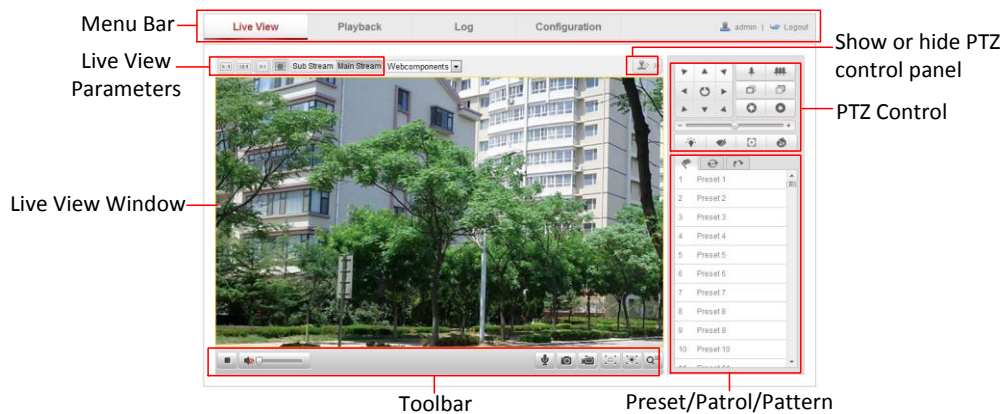 Menu Bar
Live View
Playback
Log
Configuration
admin
Logout
Live View
Parameters
Sub Stream
Main Stream
Webcomponents
Show or hide PTZ
control panel
PTZ Control
Live View Window
1 Preset 1
2 Preset 2
3 Preset 3
4 Preset 4
5 Preset 5
6 Preset 6
7 Preset 7
8 Preset 8
9 Preset 9
10 Preset 10
Toolbar
Preset/Patrol/Pattern